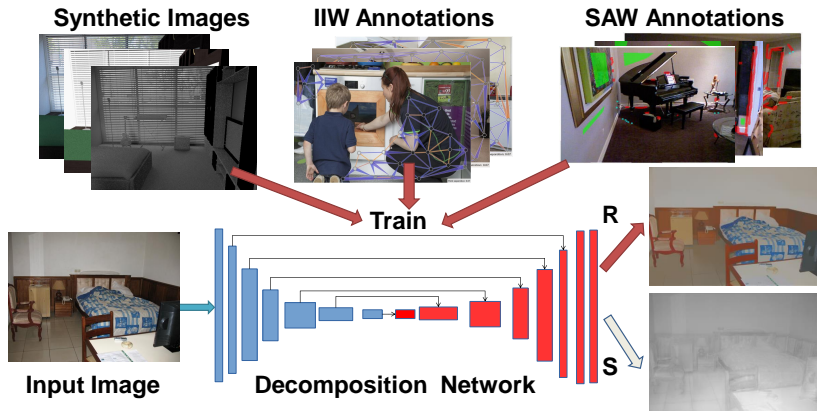 Synthetic Images
IIW Annotations
SAW Annotations
Train
R
S
Input Image
Decomposition Network